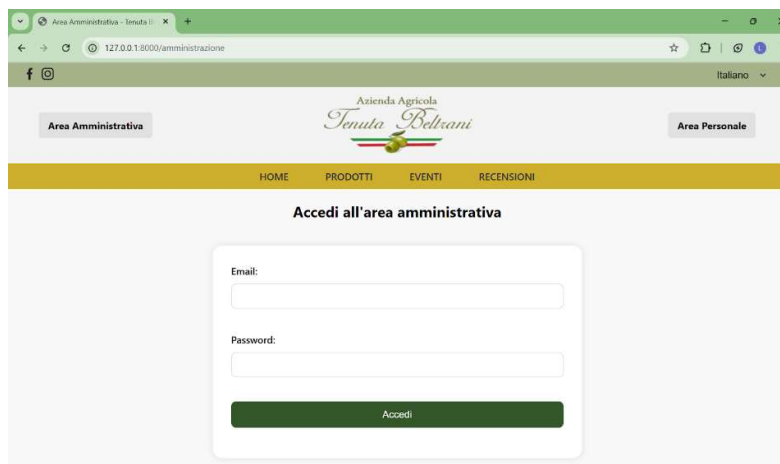 Area Amministrativa - Tenuta B
127.0.0.1:8000/amministrazione
Italiano
Area Amministrativa
Azienda Agricola
Tenuta Beltrani
Area Personale
HOME PRODOTTI EVENTI RECENSIONI
Accedi all'area amministrativa
Email:
Password:
Accedi